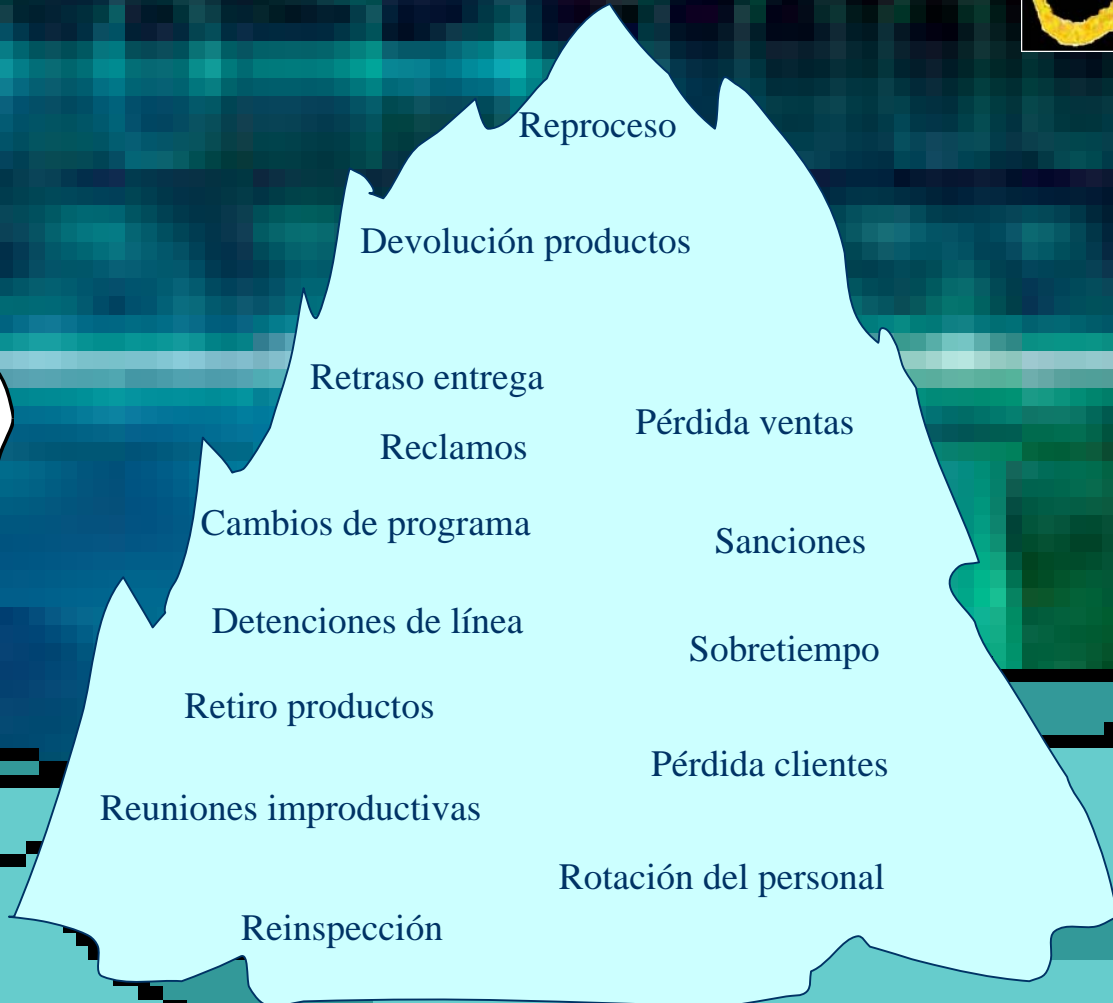 Reproceso
Devolución productos
Retraso entrega
Pérdida ventas
Reclamos
Cambios de programa
Sanciones
Detenciones de línea
Sobretiempo
Retiro productos
Pérdida clientes
Reuniones improductivas
Rotación del personal
Reinspección